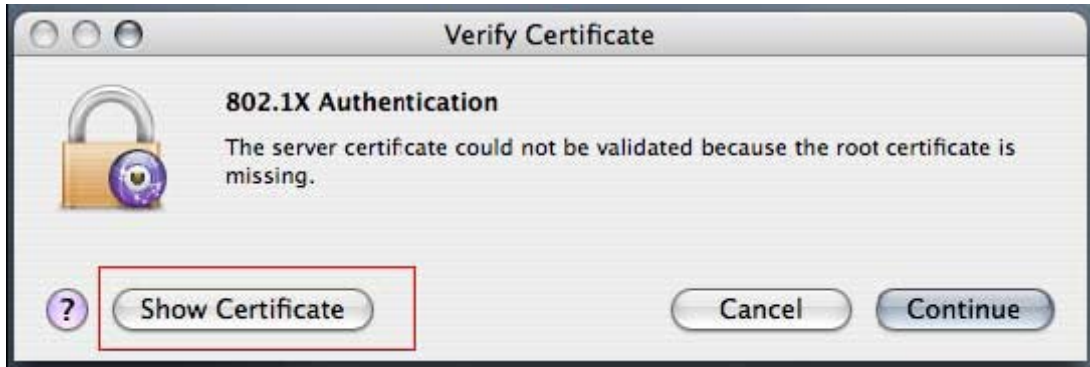 Verify Certificate
802.1X Authentication
The server certificate could not be validated because the root certificate is
missing.
?
Show Certificate
Cancel
Continue